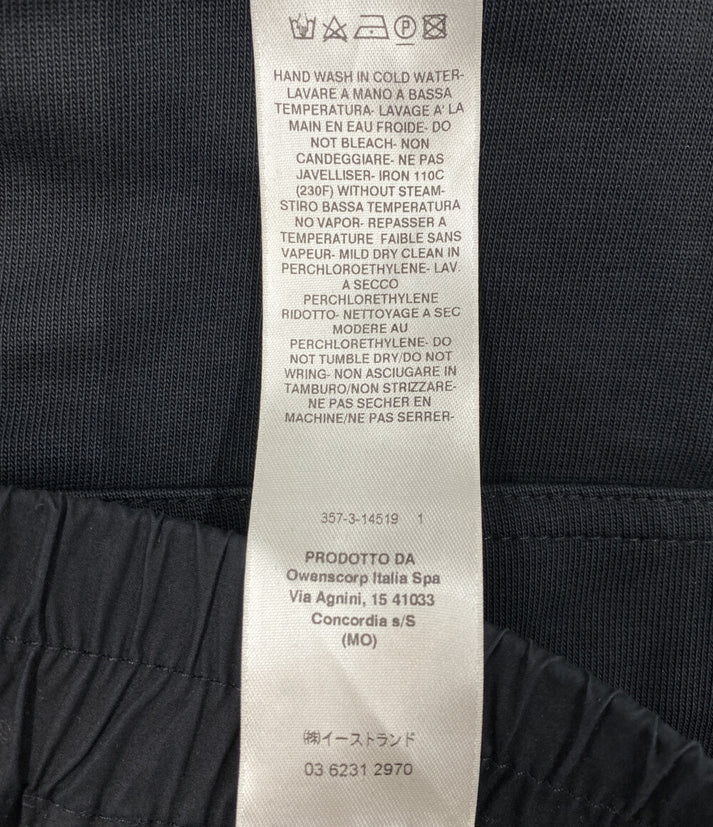 P
HAND WASH IN COLD WATER-
LAVARE A MANO A BASSA
TEMPERATURA- LAVAGE A' LA
MAIN EN EAU FROIDE- DO
NOT BLEACH- NON
CANDEGGIARE- NE PAS
JAVELLISER- IRON 110C
(230F) WITHOUT STEAM-
STIRO BASSA TEMPERATURA
NO VAPOR- REPASSER A
TEMPERATURE FAIBLE SANS
VAPEUR- MILD DRY CLEAN IN
PERCHLOROETHYLENE- LAV.
A SECCO
PERCHLORETHYLENE
RIDOTTO- NETTOYAGE A SEC
MODERE AU
PERCHLORETHYLENE- DO
NOT TUMBLE DRY/DO NOT
WRING- NON ASCIUGARE IN
TAMBURO/NON STRIZZARE-
NE PAS SECHER EN
MACHINE/NE PAS SERRER-
357-3-14519 1
PRODOTTO DA
Owenscorp Italia Spa
Via Agnini, 15 41033
Concordia s/S
(MO)
㈱イーストランド
03 6231 2970